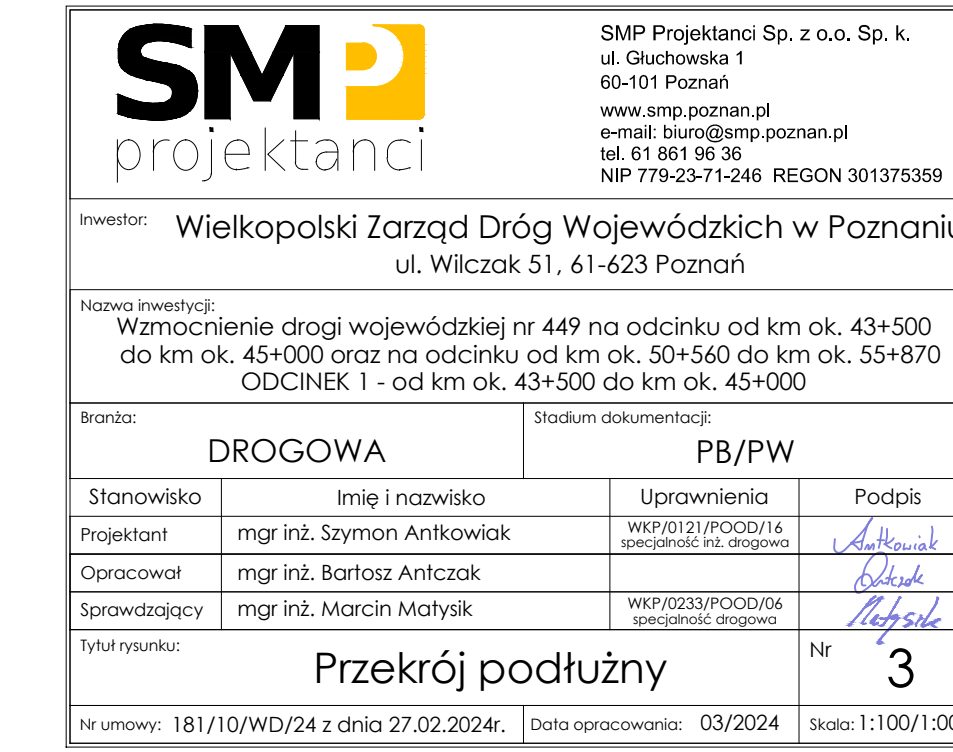 SMP
projektanci
SMP Projektanci Sp. z o.o. Sp. k.
ul. Głuchowska 1
60-101 Poznań
www.smp.poznan.pl
e-mail: biuro@smp.poznan.pl
tel. 61 861 96 36
NIP 779-23-71-246 REGON 301375359
Inwestor: Wielkopolski Zarząd Dróg Wojewódzkich w Poznaniu
ul. Wilczak 51, 61-623 Poznań
Nazwa inwestycji:
Wzmocnienie drogi wojewódzkiej nr 449 na odcinku od km ok. 43+500
do km ok. 45+000 oraz na odcinku od km ok. 50+560 do km ok. 55+870
ODCINEK 1 - od km ok. 43+500 do km ok. 45+000
Branża: Stadium dokumentacji:
DROGOWA PB/PW
Stanowisko Imię i nazwisko Uprawnienia Podpis
Projektant mgr inż. Szymon Antkowiak WKP/0121/POOD/16
specjalność inż. drogowa Antkowiak
Opracował mgr inż. Bartosz Antczak Antczak
Sprawdzający mgr inż. Marcin Matysik WKP/0233/POOD/06
specjalność drogowa Matysik
Tytuł rysunku: Nr
Przekrój podłużny 3
Nr umowy: 181/10/WD/24 z dnia 27.02.2024r. Data opracowania: 03/2024 Skala: 1:100/1:00